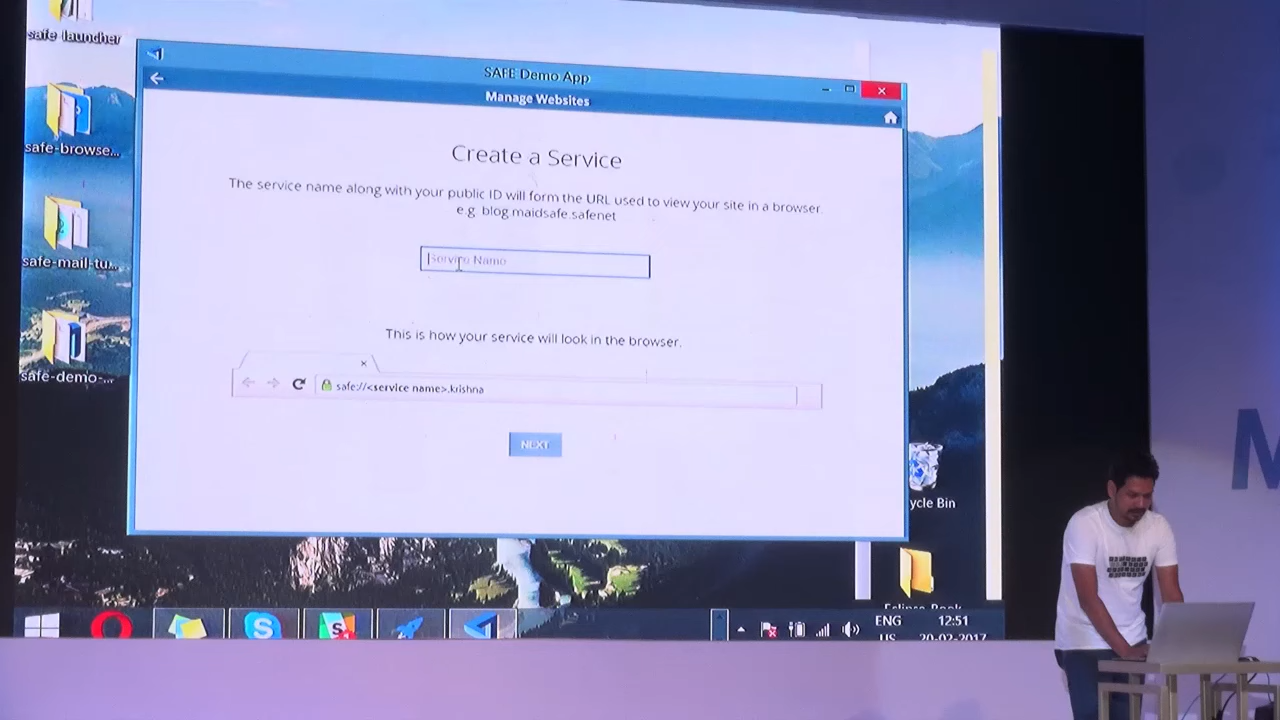 safe launcher
SAFE Demo App
Manage Websites
safe-browse...
Create a Service
The service name along with your public ID will form the URL used to view your site in a browser.
e.g blog.maidsafe.safenet
safe-mail-tu...
Service Name
This is how your service will look in the browser.
safe-demo-...
safe://<service name>.krishna
NEXT
ycle Bin
M
ENG
12:51
US
20-02-2017